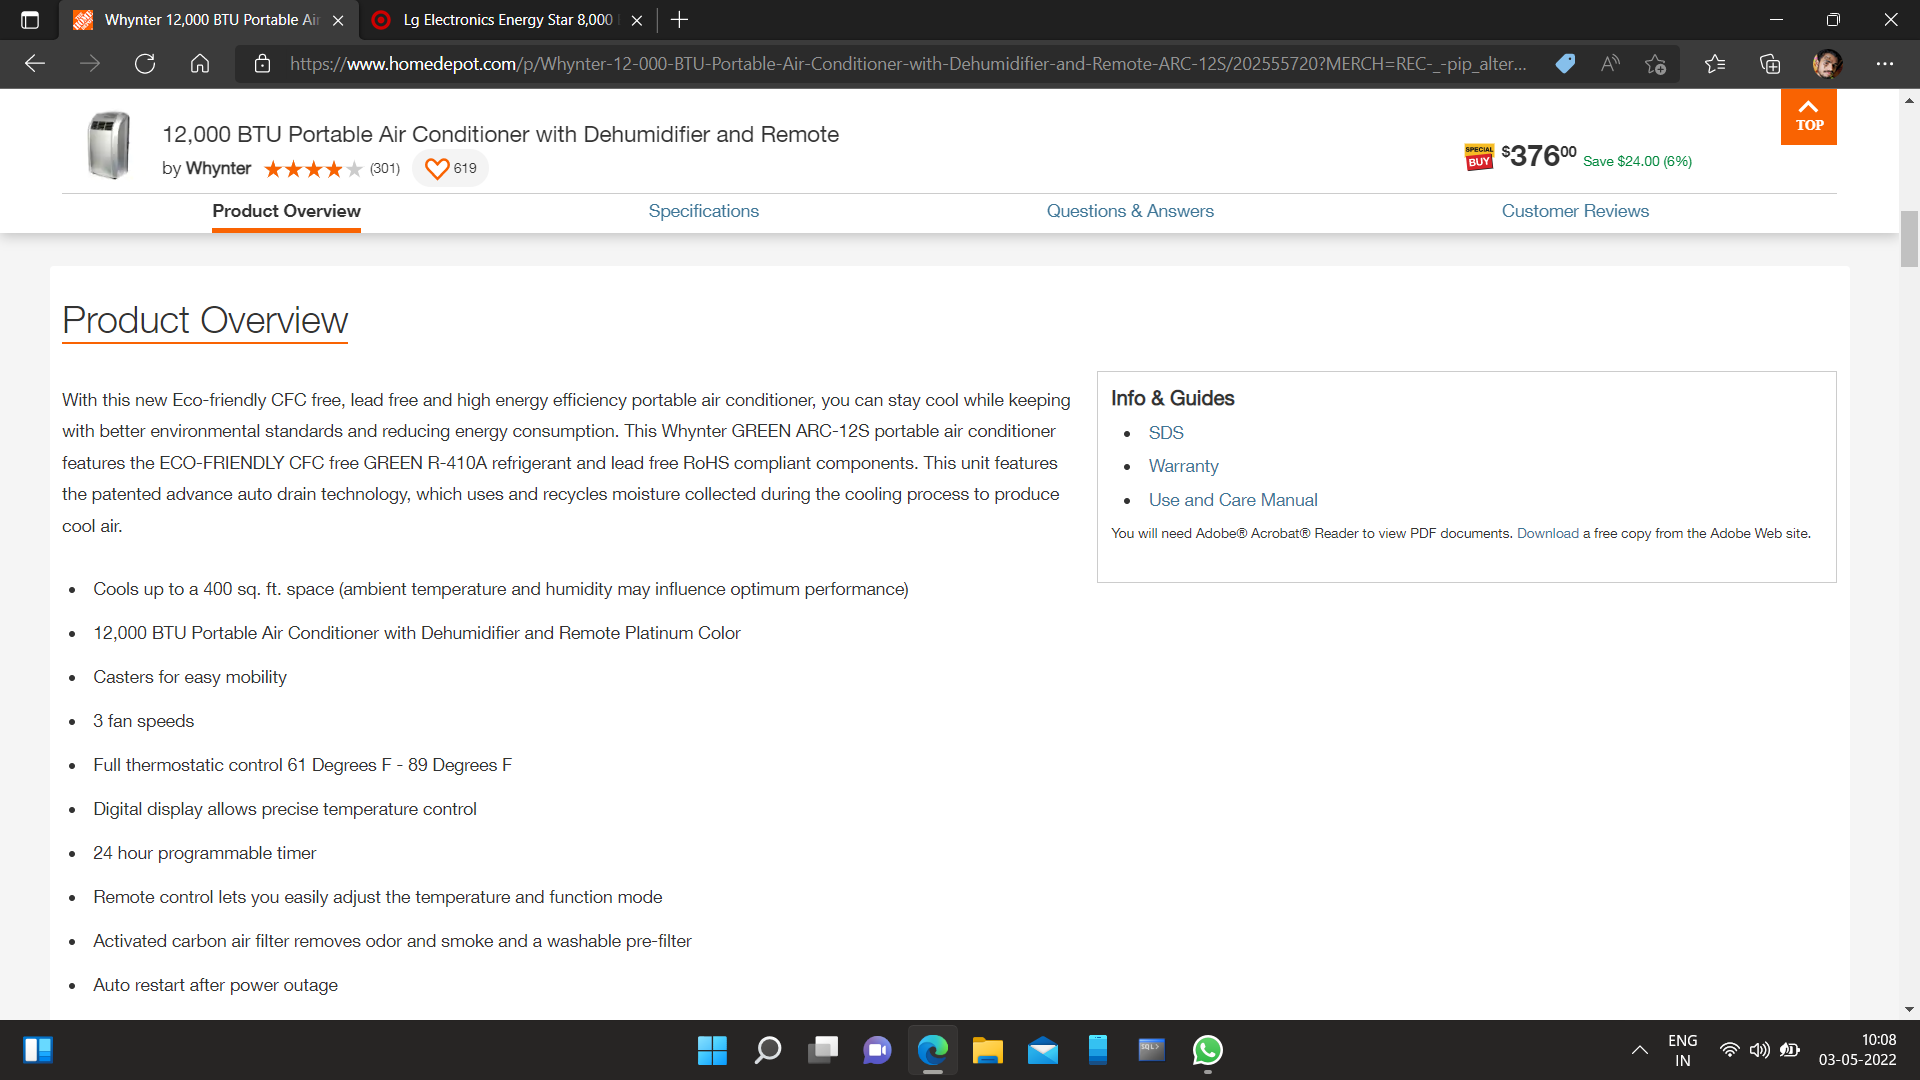 Whynter 12,000 BTU Portable Air
Lg Electronics Energy Star 8,000
https://www.homedepot.com/p/Whynter-12-000-BTU-Portable-Air-Conditioner-with-Dehumidifier-and-Remote-ARC-12S/202555720?MERCH=REC-_-pip_alter...
12,000 BTU Portable Air Conditioner with Dehumidifier and Remote
by Whynter (301) 619
SPECIAL BUY $376⁰⁰ Save $24.00 (6%)
TOP
Product Overview Specifications Questions & Answers Customer Reviews
Product Overview
With this new Eco-friendly CFC free, lead free and high energy efficiency portable air conditioner, you can stay cool while keeping
with better environmental standards and reducing energy consumption. This Whynter GREEN ARC-12S portable air conditioner
features the ECO-FRIENDLY CFC free GREEN R-410A refrigerant and lead free RoHS compliant components. This unit features
the patented advance auto drain technology, which uses and recycles moisture collected during the cooling process to produce
cool air.
• Cools up to a 400 sq. ft. space (ambient temperature and humidity may influence optimum performance)
• 12,000 BTU Portable Air Conditioner with Dehumidifier and Remote Platinum Color
• Casters for easy mobility
• 3 fan speeds
• Full thermostatic control 61 Degrees F - 89 Degrees F
• Digital display allows precise temperature control
• 24 hour programmable timer
• Remote control lets you easily adjust the temperature and function mode
• Activated carbon air filter removes odor and smoke and a washable pre-filter
• Auto restart after power outage
Info & Guides
• SDS
• Warranty
• Use and Care Manual
You will need Adobe® Acrobat® Reader to view PDF documents. Download a free copy from the Adobe Web site.
SQL>
ENG
IN
10:08
03-05-2022